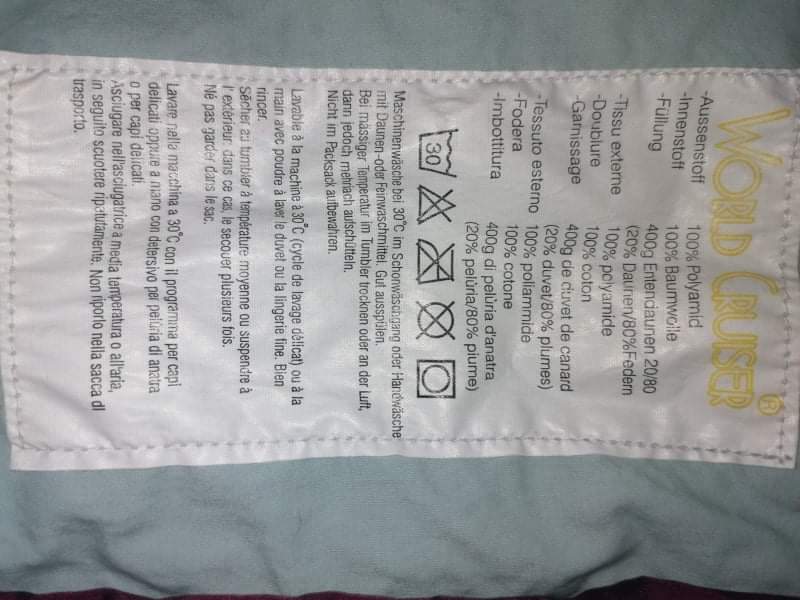 WORLD CRUISER ®
-Aussenstoff 100% Polyamid
-Innenstoff 100% Baumwolle
-Füllung 400g Entendaunen 20/80
(20% Daunen/80%Federn
-Tissu externe 100% polyamide
-Doublure 100% coton
-Garnissage 400g de duvet de canard
(20% duvet/80% plumes)
-Tessuto esterno 100% poliammide
-Fodera 100% cotone
-Imbottitura 400g di pelùria d'anatra
(20% pelùria/80% piume)
30
Maschinenwäsche bei 30°C im Schonwaschgang oder Handwäsche
mit Daunen -oder Feinwaschmittel. Gut ausspülen.
Bei mässiger Temperatur im Tumbler trocknen oder an der Luft,
dann jedoch mehrfach aufschütteln.
Nicht im Packsack aufbewahren.
Lavable à la machine à 30°C (cycle de lavage délicat) ou à la
main avec poudre à laver le duvet ou la lingerie fine. Bien
rincer.
Sécher au tumbler à température moyenne ou suspendre à
l'extérieur: dans ce cas, le secouer plusieurs fois.
Ne pas garder dans le sac.
Lavare nella macchina a 30°C con il programma per capi
delicati oppure a mano con detersivo per pelùria di anatra
o per capi delicati.
Asciugare nell'asciugatrice a media temperatura o all'aria,
in seguito scuotere ripetutamente. Non riporlo nella sacca di
trasporto.